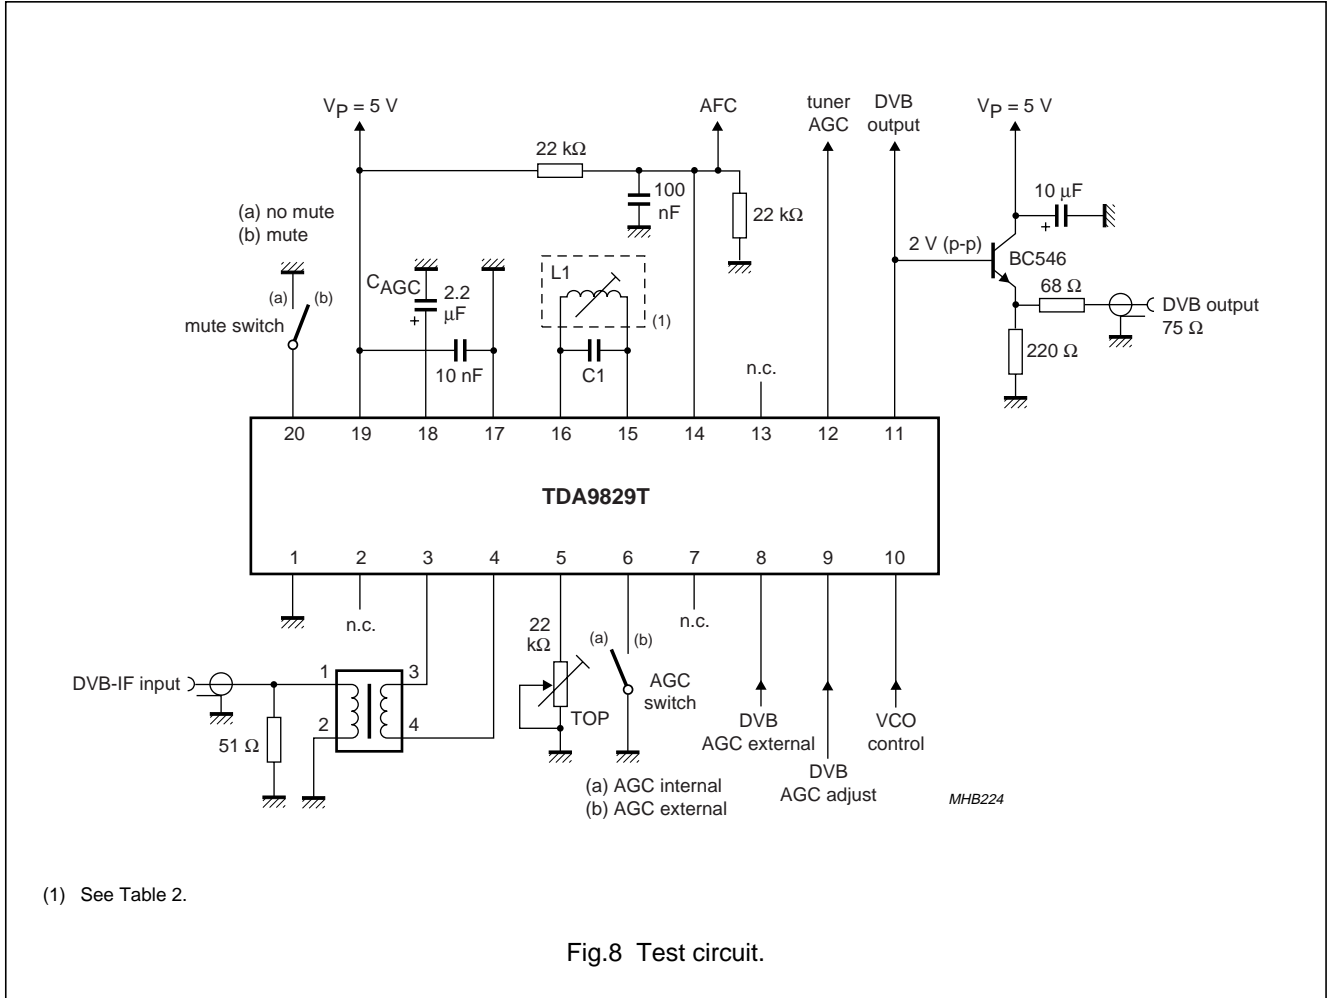 VP = 5 V
AFC
tuner
AGC
DVB
output
VP = 5 V
22 kΩ
100
nF
22 kΩ
10 μF
+
(a) no mute
(b) mute
2 V (p-p)
BC546
CAGC
2.2
μF
+
L1
(1)
(a)
(b)
mute switch
68 Ω
DVB output
75 Ω
220 Ω
10 nF
C1
n.c.
20 19 18 17 16 15 14 13 12 11
TDA9829T
1 2 3 4 5 6 7 8 9 10
n.c.
22
kΩ
(a)
(b)
n.c.
DVB-IF input
1
3
2
4
51 Ω
TOP
AGC
switch
DVB
AGC external
VCO
control
DVB
AGC adjust
(a) AGC internal
(b) AGC external
MHB224
(1) See Table 2.
Fig.8 Test circuit.